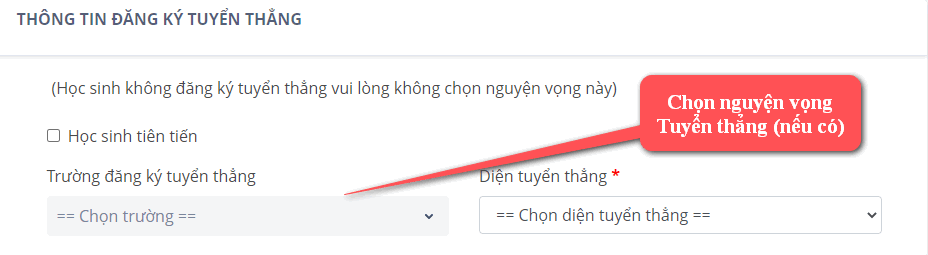 THÔNG TIN ĐĂNG KÝ TUYỂN THẲNG
(Học sinh không đăng ký tuyển thẳng vui lòng không chọn nguyện vọng này)
Chọn nguyện vọng
Tuyển thẳng (nếu có)
Học sinh tiên tiến
Trường đăng ký tuyển thẳng
Diện tuyển thẳng *
== Chọn trường ==
== Chọn diện tuyển thẳng ==